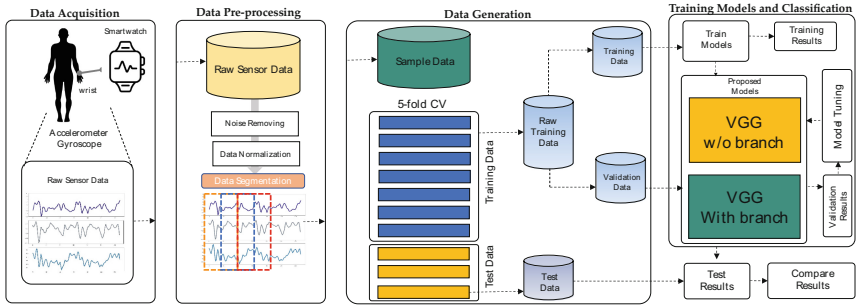 Data Acquisition
Smartwatch
wrist
Accelerometer
Gyroscope
Raw Sensor Data
Data Pre-processing
Raw Sensor Data
Noise Removing
Data Normalization
Data Segmentation
Data Generation
Sample Data
5-fold CV
Training Data
Test Data
Raw
Training
Data
Training
Data
Validation
Data
Test
Data
Training Models and Classification
Train
Models
Training
Results
Proposed
Models
VGG
w/o branch
VGG
With branch
Model Tuning
Validation
Results
Test
Results
Compare
Results